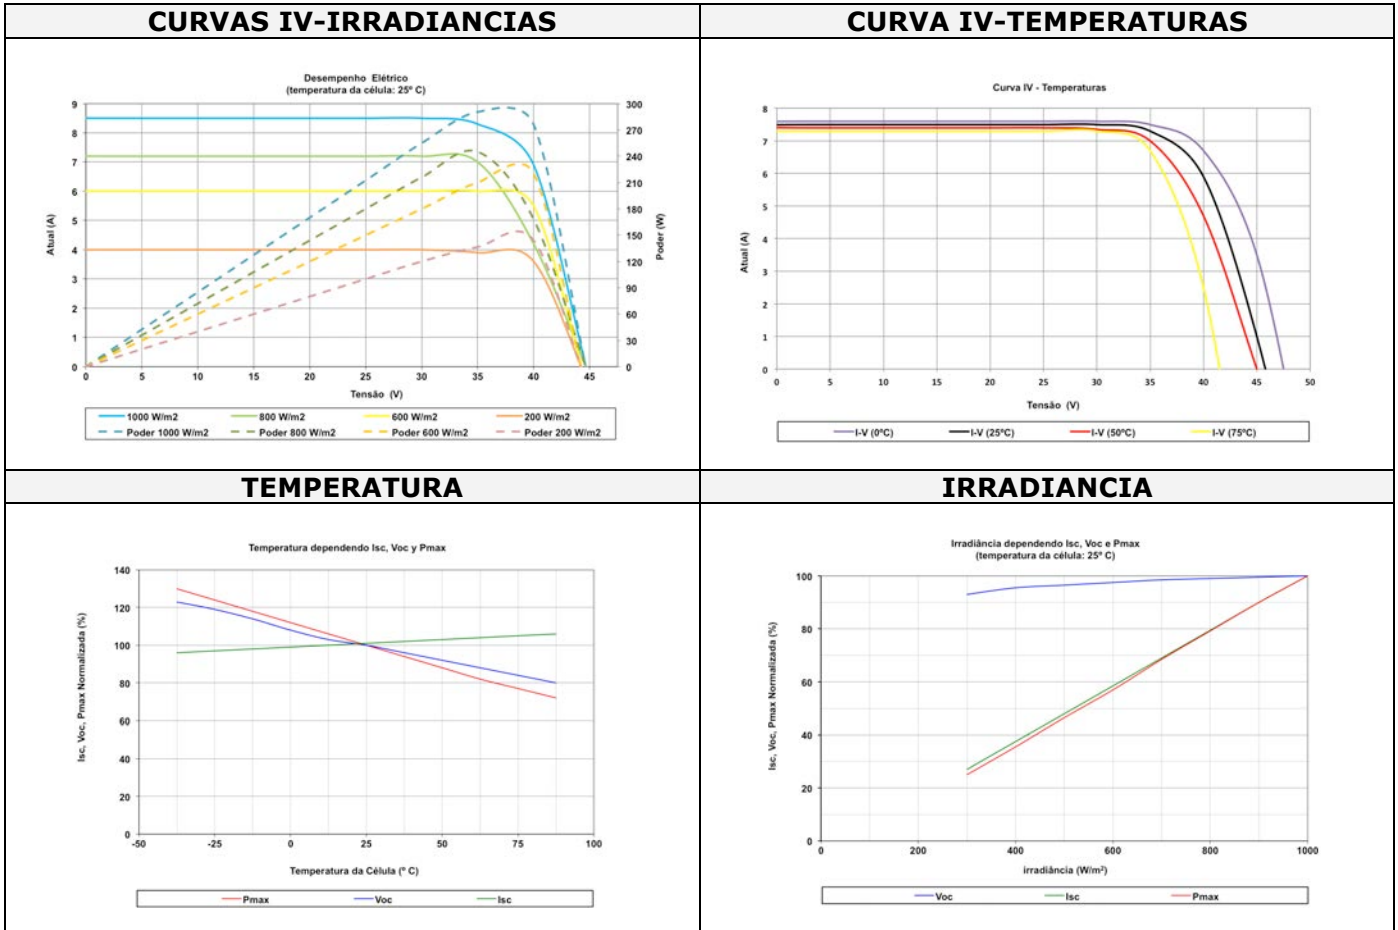 CURVAS IV-IRRADIANCIAS
Desempenho Elétrico
(temperatura da célula: 25º C)
Atual (A)
9
8
7
6
5
4
3
2
1
0
300
270
240
210
180
150
120
90
60
30
0
Poder (W)
0 5 10 15 20 25 30 35 40 45
Tensão (V)
1000 W/m2 800 W/m2 600 W/m2 200 W/m2
Poder 1000 W/m2 Poder 800 W/m2 Poder 600 W/m2 Poder 200 W/m2
CURVA IV-TEMPERATURAS
Curva IV - Temperaturas
Atual (A)
8
7
6
5
4
3
2
1
0
0 5 10 15 20 25 30 35 40 45 50
Tensão (V)
I-V (0ºC) I-V (25ºC) I-V (50ºC) I-V (75ºC)
TEMPERATURA
Temperatura dependendo Isc, Voc y Pmax
Isc, Voc, Pmax Normalizada (%)
140
120
100
80
60
40
20
0
-50 -25 0 25 50 75 100
Temperatura da Célula (º C)
Pmax Voc Isc
IRRADIANCIA
Irradiância dependendo Isc, Voc e Pmax
(temperatura da célula: 25º C)
Isc, Voc, Pmax Normalizada (%)
100
80
60
40
20
0
0 200 400 600 800 1000
irradiância (W/m²)
Voc Isc Pmax